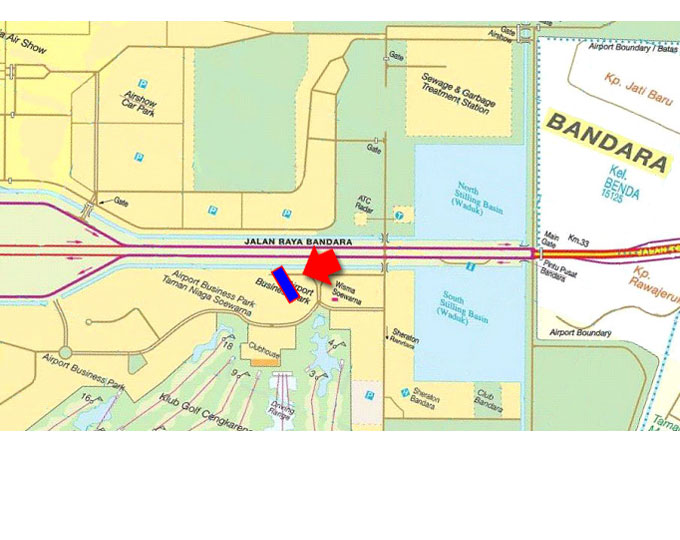 a Air Show
Gate
Airshow
Airport Boundary / Batas
Gate
Kp. Jati Baru
P
Airshow
Car Park
Sewage & Garbage
Treatment Station
BANDARA
P
Gate
Kel.
BENDA
15125
North
Stilling Basin
(Waduk)
Gate
ATC
Radar
P
P
JALAN RAYA BANDARA
Main
Gate
Km.33
JALAN
Pintu Pusat
Bandara
Kp.
Rawajeru
Airport Business Park
Taman Niaga Soewarna
Airport
Business Park
Wisma
Soewarna
South
Stilling Basin
(Waduk)
Airport Boundary
Sheraton
Bandara
Clubhouse
18
4
Airport Business Park
9
3
16
Klub Golf Cengkaren
Driving
Range
P
Sheraton
Bandara
Club
Bandara
Tama